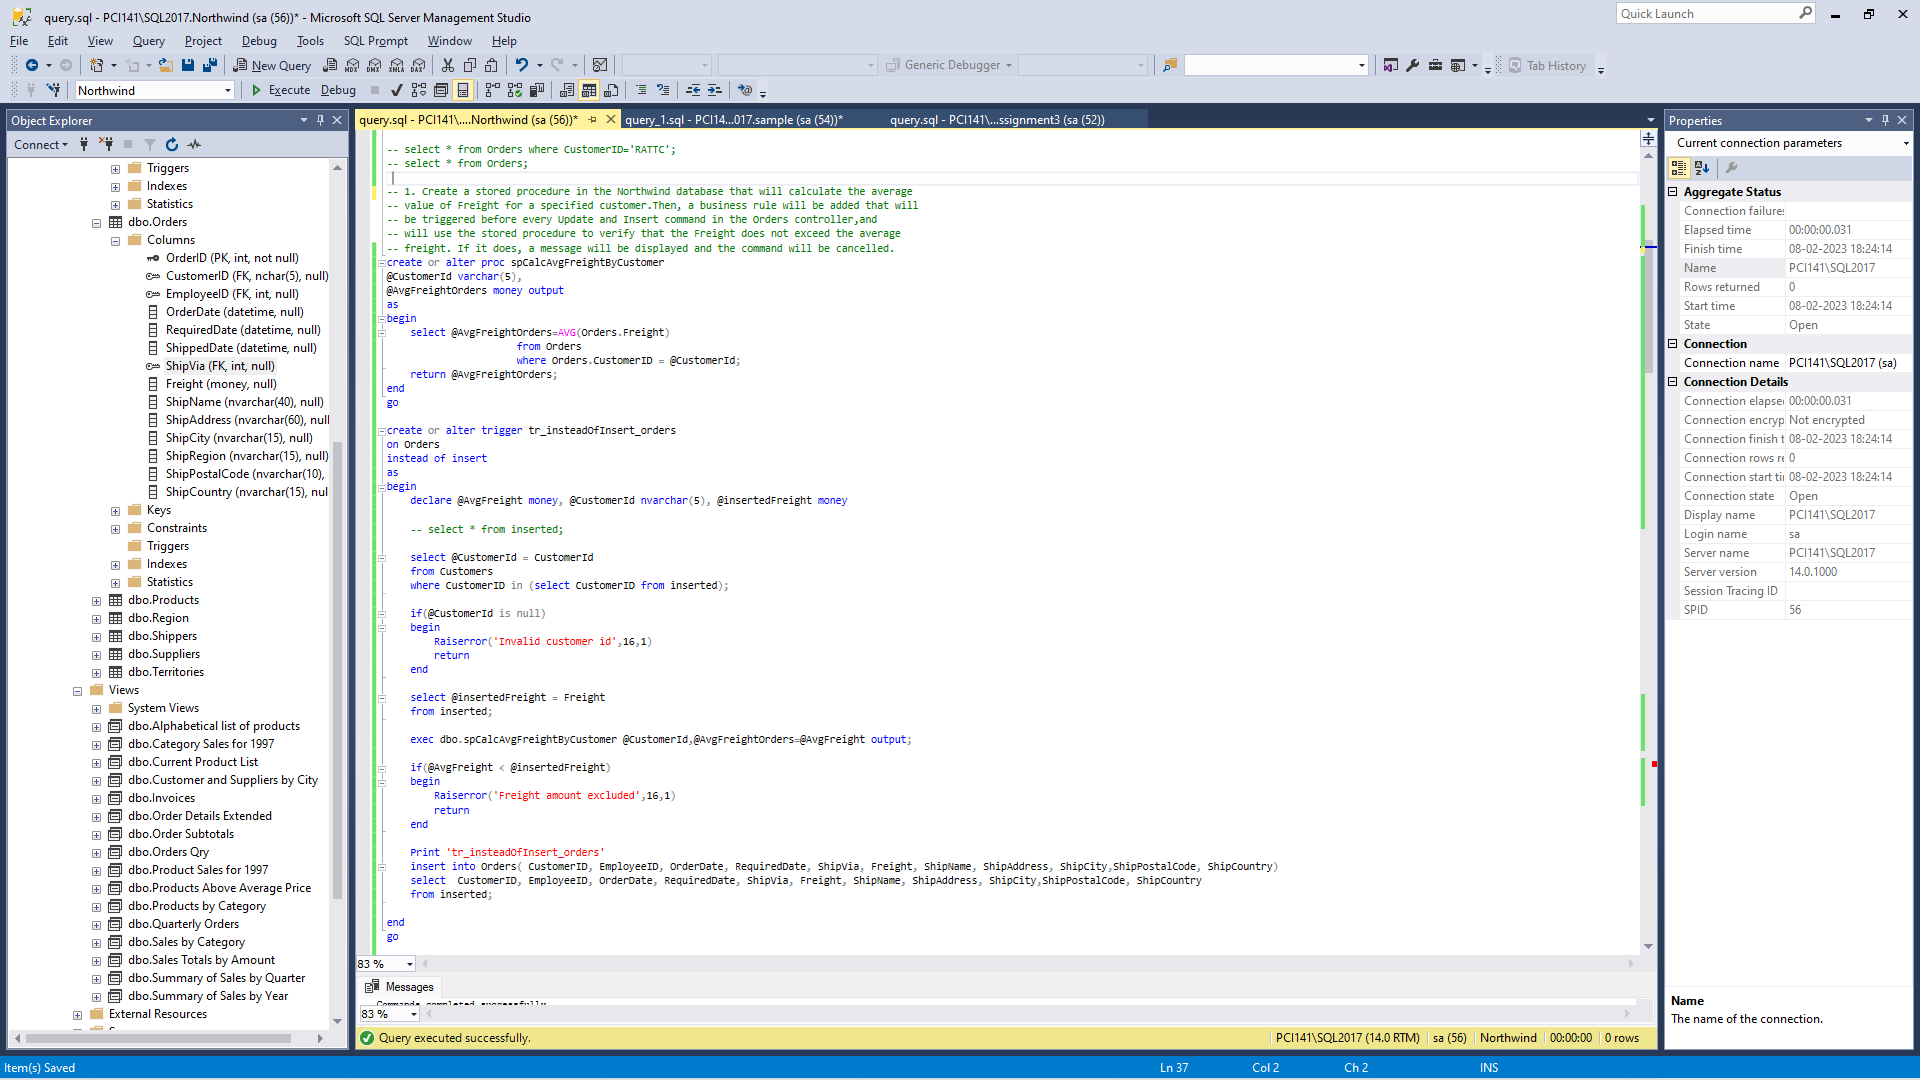 query.sql - PCI141\SQL2017.Northwind (sa (56))* - Microsoft SQL Server Management Studio
Quick Launch
File Edit View Query Project Debug Tools SQL Prompt Window Help
New Query
MDX DMX XMLA DAX
Generic Debugger
Tab History
Northwind
Execute Debug
Object Explorer
Connect
Triggers
Indexes
Statistics
dbo.Orders
Columns
OrderID (PK, int, not null)
CustomerID (FK, nchar(5), null)
EmployeeID (FK, int, null)
OrderDate (datetime, null)
RequiredDate (datetime, null)
ShippedDate (datetime, null)
ShipVia (FK, int, null)
Freight (money, null)
ShipName (nvarchar(40), null)
ShipAddress (nvarchar(60), null
ShipCity (nvarchar(15), null)
ShipRegion (nvarchar(15), null)
ShipPostalCode (nvarchar(10),
ShipCountry (nvarchar(15), nul
Keys
Constraints
Triggers
Indexes
Statistics
dbo.Products
dbo.Region
dbo.Shippers
dbo.Suppliers
dbo.Territories
Views
System Views
dbo.Alphabetical list of products
dbo.Category Sales for 1997
dbo.Current Product List
dbo.Customer and Suppliers by City
dbo.Invoices
dbo.Order Details Extended
dbo.Order Subtotals
dbo.Orders Qry
dbo.Product Sales for 1997
dbo.Products Above Average Price
dbo.Products by Category
dbo.Quarterly Orders
dbo.Sales by Category
dbo.Sales Totals by Amount
dbo.Summary of Sales by Quarter
dbo.Summary of Sales by Year
External Resources
query.sql - PCI141\....Northwind (sa (56))*
query_1.sql - PCI14...017.sample (sa (54))*
query.sql - PCI141\...ssignment3 (sa (52))
-- select * from Orders where CustomerID='RATTC';
-- select * from Orders;
-- 1. Create a stored procedure in the Northwind database that will calculate the average
-- value of Freight for a specified customer.Then, a business rule will be added that will
-- be triggered before every Update and Insert command in the Orders controller,and
-- will use the stored procedure to verify that the Freight does not exceed the average
-- freight. If it does, a message will be displayed and the command will be cancelled.
create or alter proc spCalcAvgFreightByCustomer
@CustomerId varchar(5),
@AvgFreightOrders money output
as
begin
select @AvgFreightOrders=AVG(Orders.Freight)
from Orders
where Orders.CustomerID = @CustomerId;
return @AvgFreightOrders;
end
go
create or alter trigger tr_insteadOfInsert_orders
on Orders
instead of insert
as
begin
declare @AvgFreight money, @CustomerId nvarchar(5), @insertedFreight money
-- select * from inserted;
select @CustomerId = CustomerId
from Customers
where CustomerID in (select CustomerID from inserted);
if(@CustomerId is null)
begin
Raiserror('Invalid customer id',16,1)
return
end
select @insertedFreight = Freight
from inserted;
exec dbo.spCalcAvgFreightByCustomer @CustomerId,@AvgFreightOrders=@AvgFreight output;
if(@AvgFreight < @insertedFreight)
begin
Raiserror('Freight amount excluded',16,1)
return
end
Print 'tr_insteadOfInsert_orders'
insert into Orders( CustomerID, EmployeeID, OrderDate, RequiredDate, ShipVia, Freight, ShipName, ShipAddress, ShipCity,ShipPostalCode, ShipCountry)
select  CustomerID, EmployeeID, OrderDate, RequiredDate, ShipVia, Freight, ShipName, ShipAddress, ShipCity,ShipPostalCode, ShipCountry
from inserted;
end
go
83 %
Messages
Commands completed successfully.
83 %
Query executed successfully.
PCI141\SQL2017 (14.0 RTM) sa (56) Northwind 00:00:00 0 rows
Properties
Current connection parameters
Aggregate Status
Connection failures
Elapsed time 00:00:00.031
Finish time 08-02-2023 18:24:14
Name PCI141\SQL2017
Rows returned 0
Start time 08-02-2023 18:24:14
State Open
Connection
Connection name PCI141\SQL2017 (sa)
Connection Details
Connection elapse 00:00:00.031
Connection encryp Not encrypted
Connection finish t 08-02-2023 18:24:14
Connection rows re 0
Connection start ti 08-02-2023 18:24:14
Connection state Open
Display name PCI141\SQL2017
Login name sa
Server name PCI141\SQL2017
Server version 14.0.1000
Session Tracing ID
SPID 56
Name
The name of the connection.
Item(s) Saved
Ln 37 Col 2 Ch 2 INS